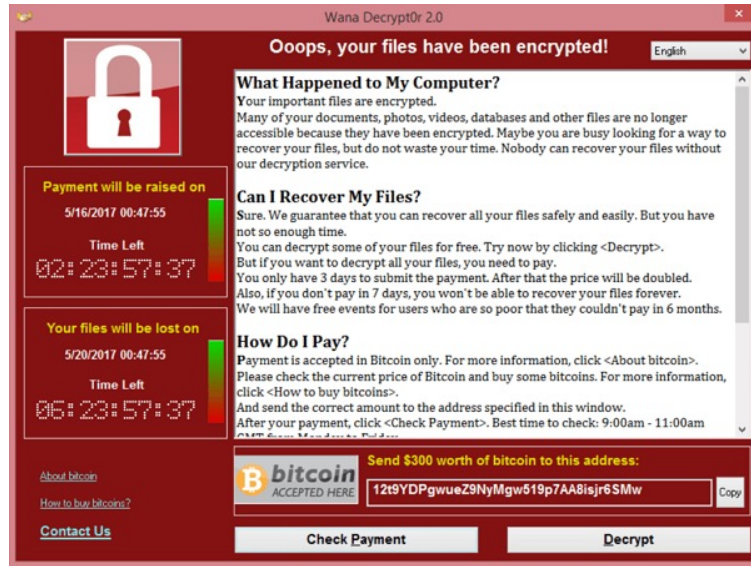 Wana Decrypt0r 2.0
Ooops, your files have been encrypted!
English
What Happened to My Computer?
Your important files are encrypted.
Many of your documents, photos, videos, databases and other files are no longer
accessible because they have been encrypted. Maybe you are busy looking for a way to
recover your files, but do not waste your time. Nobody can recover your files without
our decryption service.
Can I Recover My Files?
Sure. We guarantee that you can recover all your files safely and easily. But you have
not so enough time.
You can decrypt some of your files for free. Try now by clicking <Decrypt>.
But if you want to decrypt all your files, you need to pay.
You only have 3 days to submit the payment. After that the price will be doubled.
Also, if you don't pay in 7 days, you won't be able to recover your files forever.
We will have free events for users who are so poor that they couldn't pay in 6 months.
How Do I Pay?
Payment is accepted in Bitcoin only. For more information, click <About bitcoin>.
Please check the current price of Bitcoin and buy some bitcoins. For more information,
click <How to buy bitcoins>.
And send the correct amount to the address specified in this window.
After your payment, click <Check Payment>. Best time to check: 9:00am - 11:00am
GMT from Monday to Friday.
Payment will be raised on
5/16/2017 00:47:55
Time Left
02:23:57:37
Your files will be lost on
5/20/2017 00:47:55
Time Left
06:23:57:37
About bitcoin
How to buy bitcoins?
Contact Us
bitcoin
ACCEPTED HERE
Send $300 worth of bitcoin to this address:
12t9YDPgwueZ9NyMgw519p7AA8isjr6SMw
Copy
Check Payment
Decrypt